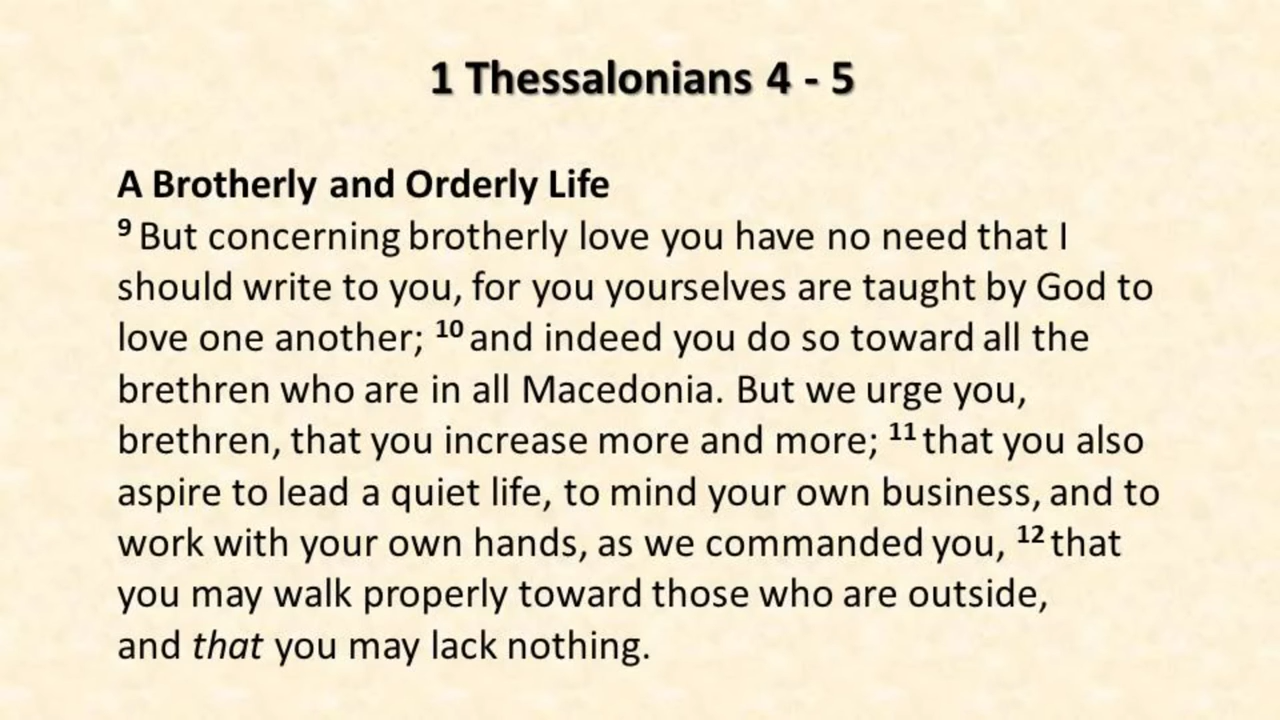 1 Thessalonians 4 - 5
A Brotherly and Orderly Life
9 But concerning brotherly love you have no need that I
should write to you, for you yourselves are taught by God to
love one another; 10 and indeed you do so toward all the
brethren who are in all Macedonia. But we urge you,
brethren, that you increase more and more; 11 that you also
aspire to lead a quiet life, to mind your own business, and to
work with your own hands, as we commanded you, 12 that
you may walk properly toward those who are outside,
and that you may lack nothing.